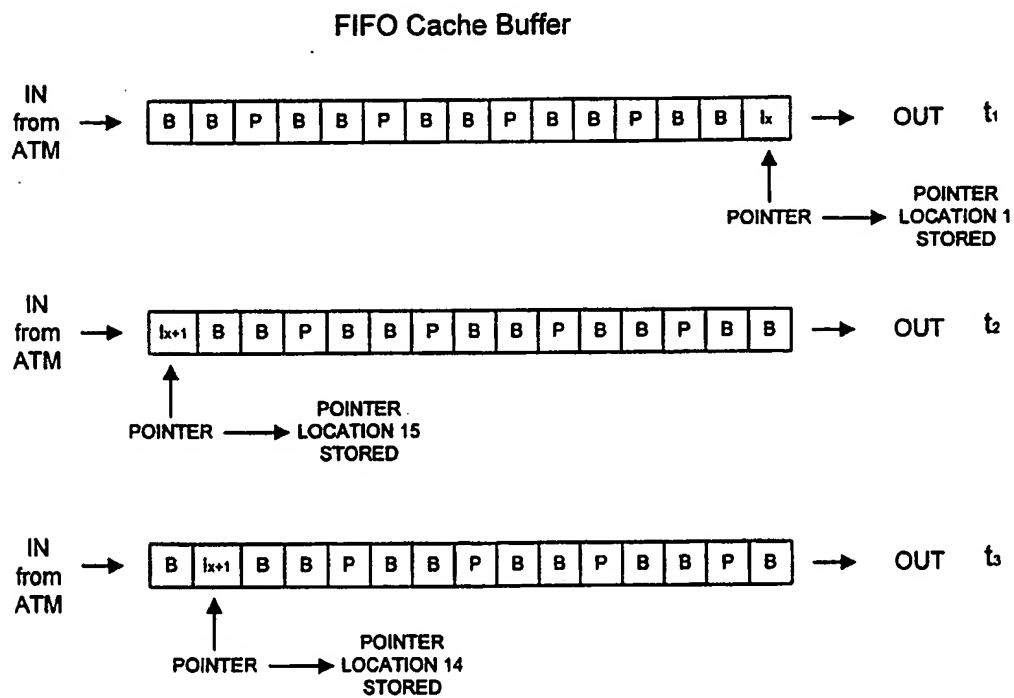 FIFO Cache Buffer
IN
from
ATM
B B P B B P B B P B B P B B Ix
OUT t1
POINTER
POINTER
LOCATION 1
STORED
IN
from
ATM
Ix+1 B B P B B P B B P B B P B B
OUT t2
POINTER
POINTER
LOCATION 15
STORED
IN
from
ATM
B Ix+1 B B P B B P B B P B B P B
OUT t3
POINTER
POINTER
LOCATION 14
STORED